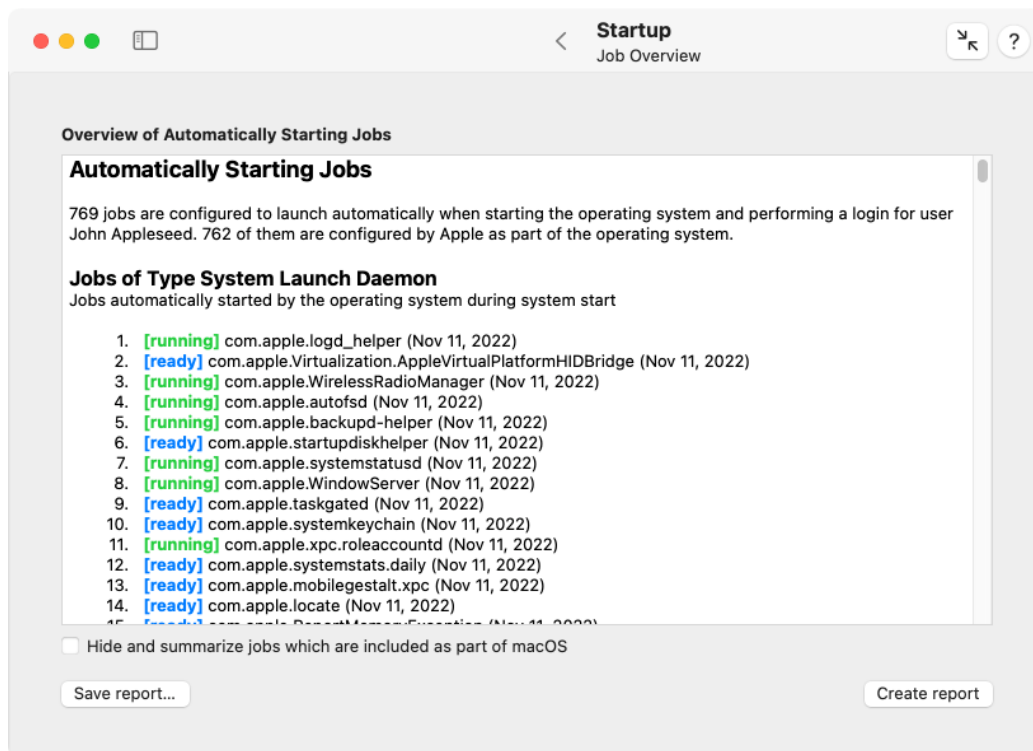 Startup
Job Overview
?
Overview of Automatically Starting Jobs
Automatically Starting Jobs
769 jobs are configured to launch automatically when starting the operating system and performing a login for user
John Appleseed. 762 of them are configured by Apple as part of the operating system.
Jobs of Type System Launch Daemon
Jobs automatically started by the operating system during system start
1. [running] com.apple.logd_helper (Nov 11, 2022)
2. [ready] com.apple.Virtualization.AppleVirtualPlatformHIDBridge (Nov 11, 2022)
3. [running] com.apple.WirelessRadioManager (Nov 11, 2022)
4. [running] com.apple.autofsd (Nov 11, 2022)
5. [running] com.apple.backupd-helper (Nov 11, 2022)
6. [ready] com.apple.startupdiskhelper (Nov 11, 2022)
7. [running] com.apple.systemstatusd (Nov 11, 2022)
8. [running] com.apple.WindowServer (Nov 11, 2022)
9. [ready] com.apple.taskgated (Nov 11, 2022)
10. [ready] com.apple.systemkeychain (Nov 11, 2022)
11. [running] com.apple.xpc.roleaccountd (Nov 11, 2022)
12. [ready] com.apple.systemstats.daily (Nov 11, 2022)
13. [ready] com.apple.mobilegestalt.xpc (Nov 11, 2022)
14. [ready] com.apple.locate (Nov 11, 2022)
15. [ready] com.apple.ReportMemoryException (Nov 11, 2022)
Hide and summarize jobs which are included as part of macOS
Save report...
Create report